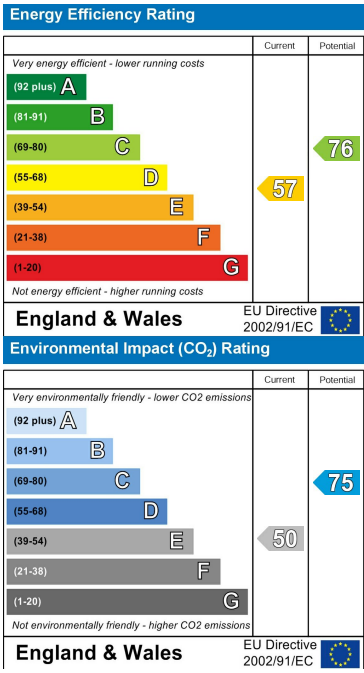 Energy Efficiency Rating
Current Potential
Very energy efficient - lower running costs
(92 plus) A
(81-91) B
(69-80) C
76
(55-68) D
57
(39-54) E
(21-38) F
(1-20) G
Not energy efficient - higher running costs
England & Wales
EU Directive
2002/91/EC
Environmental Impact (CO₂) Rating
Current Potential
Very environmentally friendly - lower CO2 emissions
(92 plus) A
(81-91) B
(69-80) C
75
(55-68) D
(39-54) E
50
(21-38) F
(1-20) G
Not environmentally friendly - higher CO2 emissions
England & Wales
EU Directive
2002/91/EC